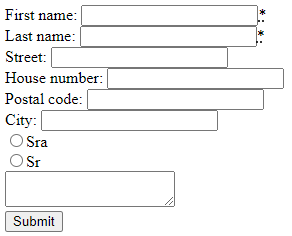 First name: *
Last name: *
Street:
House number:
Postal code:
City:
Sra
Sr
Submit